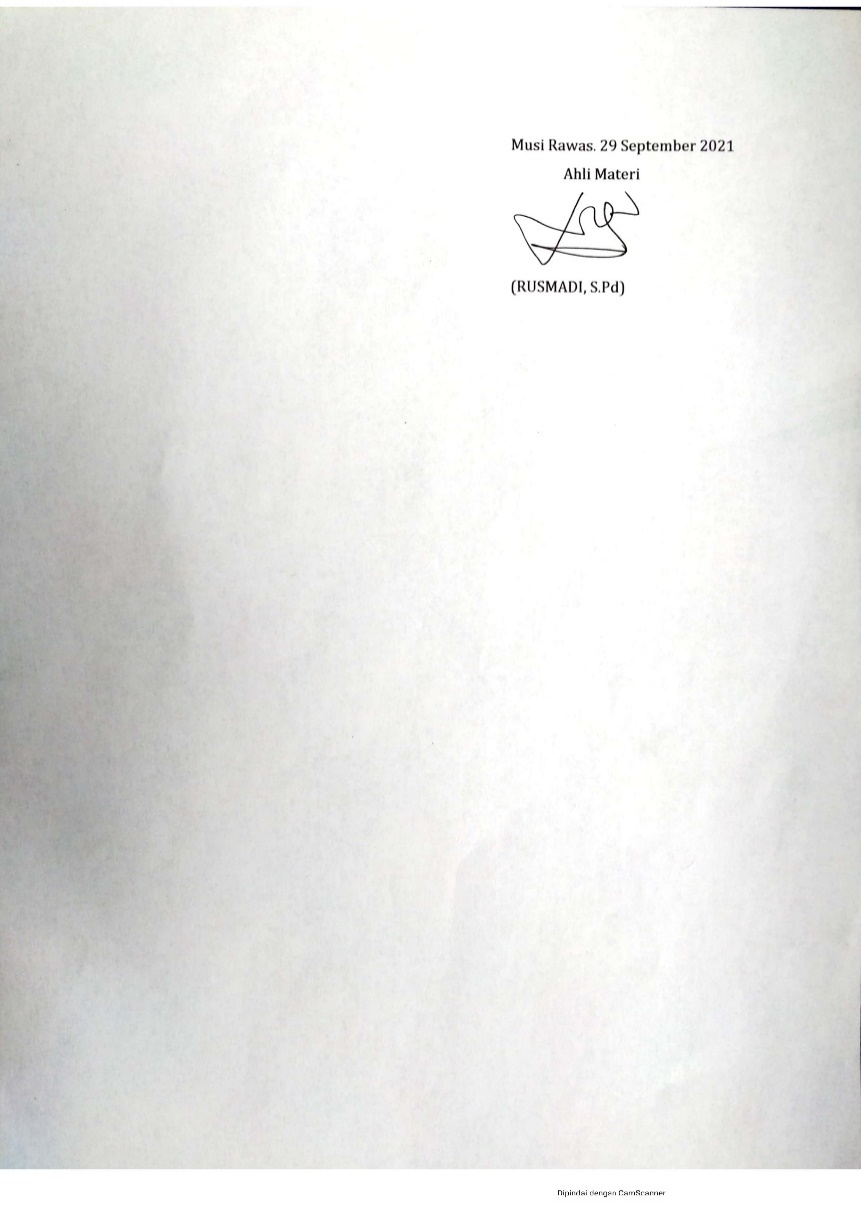 Musi Rawas. 29 September 2021
Ahli Materi
(RUSMADI, S.Pd)
Dipindai dengan CamScanner